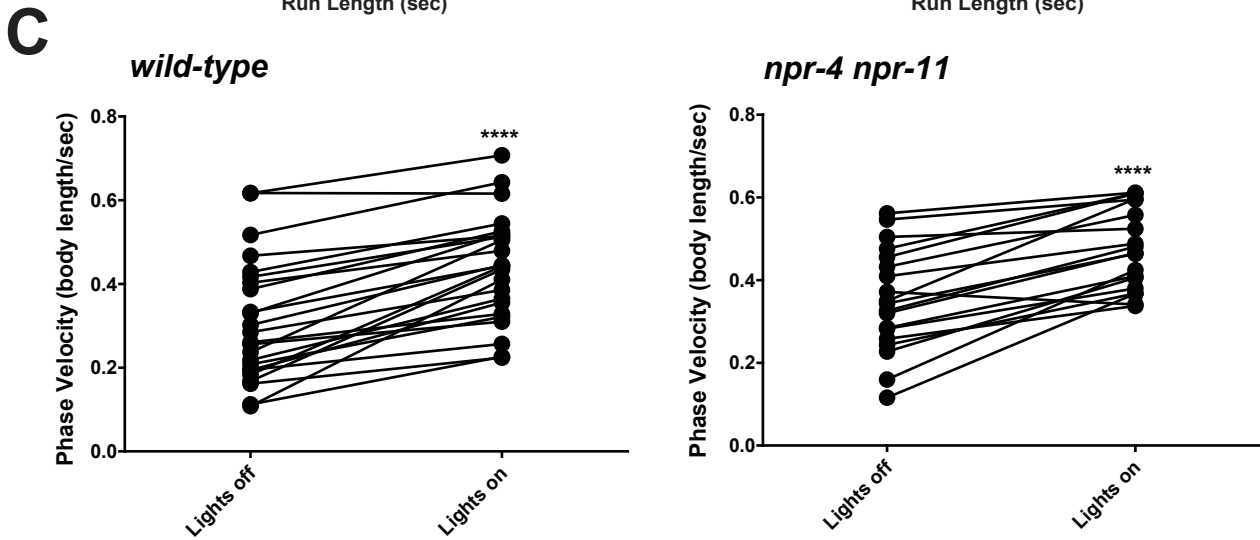 Run Length (sec)
Run Length (sec)
C
wild-type
npr-4 npr-11
Phase Velocity (body length/sec)
0.8
0.6
0.4
0.2
0.0
****
Lights off
Lights on
Phase Velocity (body length/sec)
0.8
0.6
0.4
0.2
0.0
****
Lights off
Lights on